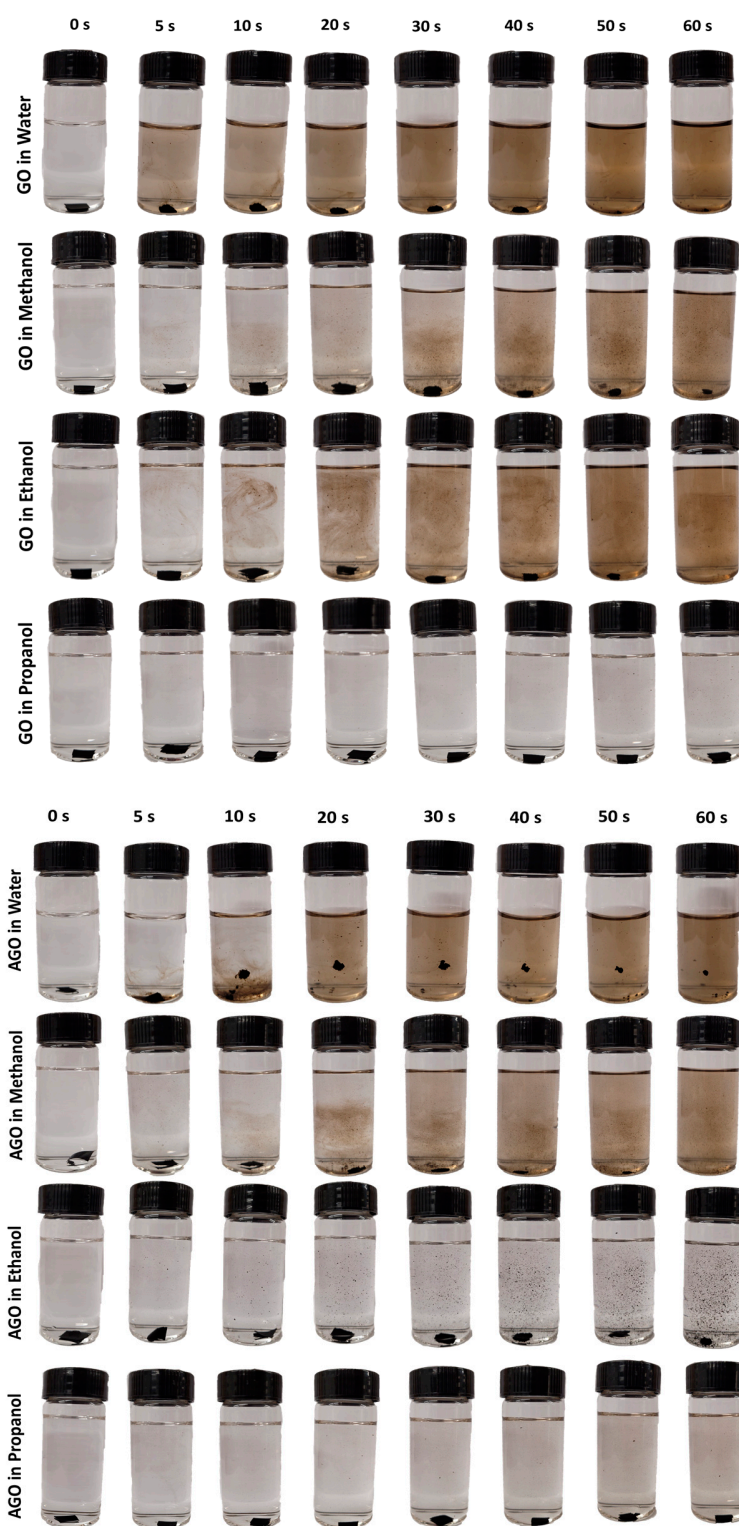 0 s 5 s 10 s 20 s 30 s 40 s 50 s 60 s
GO in Water
GO in Methanol
GO in Ethanol
GO in Propanol
0 s 5 s 10 s 20 s 30 s 40 s 50 s 60 s
AGO in Water
AGO in Methanol
AGO in Ethanol
AGO in Propanol